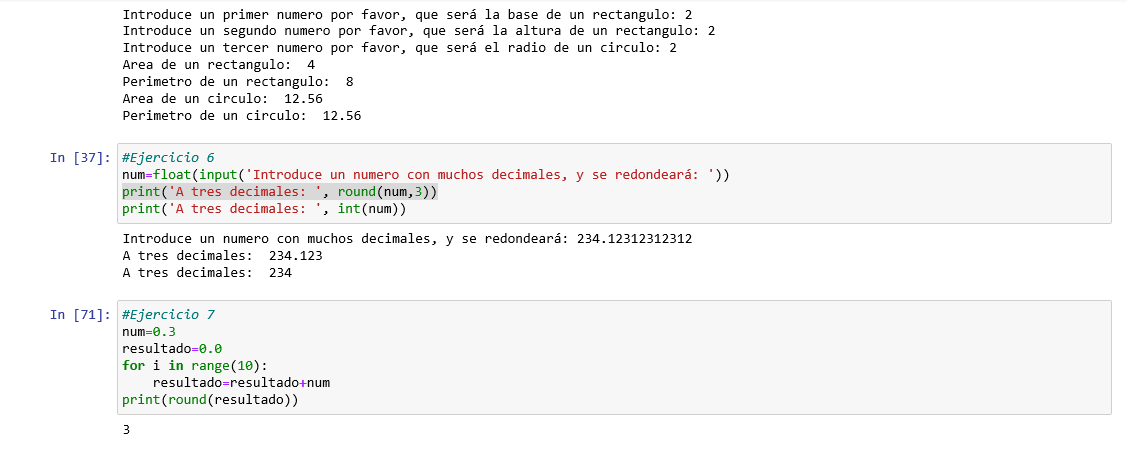 Introduce un primer numero por favor, que será la base de un rectangulo: 2
Introduce un segundo numero por favor, que será la altura de un rectangulo: 2
Introduce un tercer numero por favor, que será el radio de un circulo: 2
Area de un rectangulo:  4
Perimetro de un rectangulo:  8
Area de un circulo:  12.56
Perimetro de un circulo:  12.56
In [37]: #Ejercicio 6
num=float(input('Introduce un numero con muchos decimales, y se redondeará: '))
print('A tres decimales: ', round(num,3))
print('A tres decimales: ', int(num))
Introduce un numero con muchos decimales, y se redondeará: 234.12312312312
A tres decimales:  234.123
A tres decimales:  234
In [71]: #Ejercicio 7
num=0.3
resultado=0.0
for i in range(10):
    resultado=resultado+num
print(round(resultado))
3